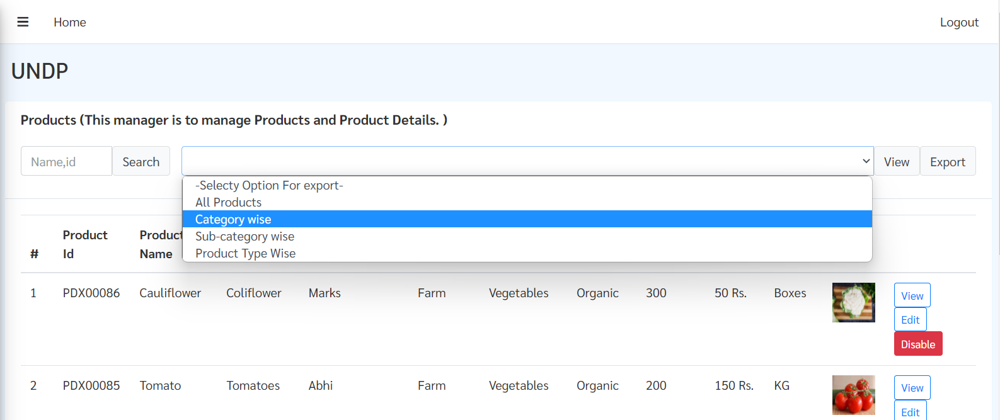 Home
Logout
UNDP
Products (This manager is to manage Products and Product Details. )
Name,id
Search
View
Export
-Selecty Option For export-
All Products
Category wise
Sub-category wise
Product Type Wise
# Product Id Product Name
1 PDX00086 Cauliflower Coliflower Marks Farm Vegetables Organic 300 50 Rs. Boxes
View
Edit
Disable
2 PDX00085 Tomato Tomatoes Abhi Farm Vegetables Organic 200 150 Rs. KG
View
Edit